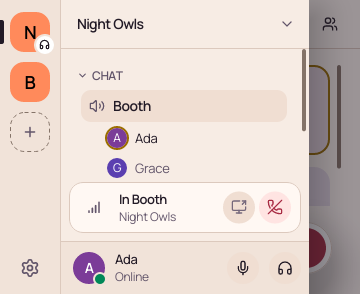 N
B
Night Owls
CHAT
Booth
A Ada
G Grace
In Booth
Night Owls
A
Ada
Online